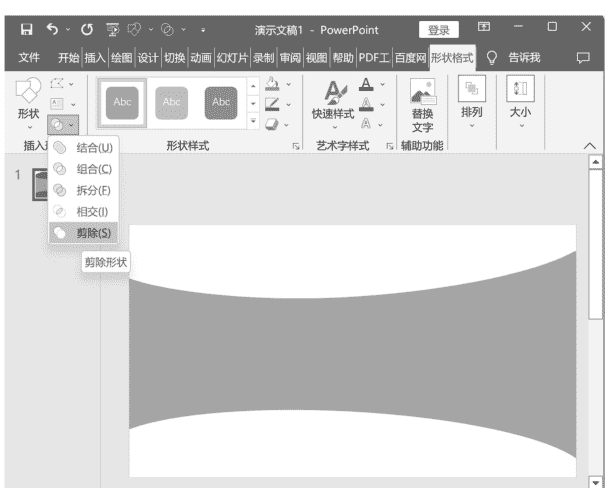 演示文稿1 - PowerPoint 登录
文件 开始 插入 绘图 设计 切换 动画 幻灯片 录制 审阅 视图 帮助 PDF工 百度网 形状格式 告诉我
形状
Abc Abc Abc
快速样式
替换
文字
排列 大小
形状样式 艺术字样式 辅助功能
结合(U)
1
组合(C)
拆分(F)
相交(I)
剪除(S)
剪除形状